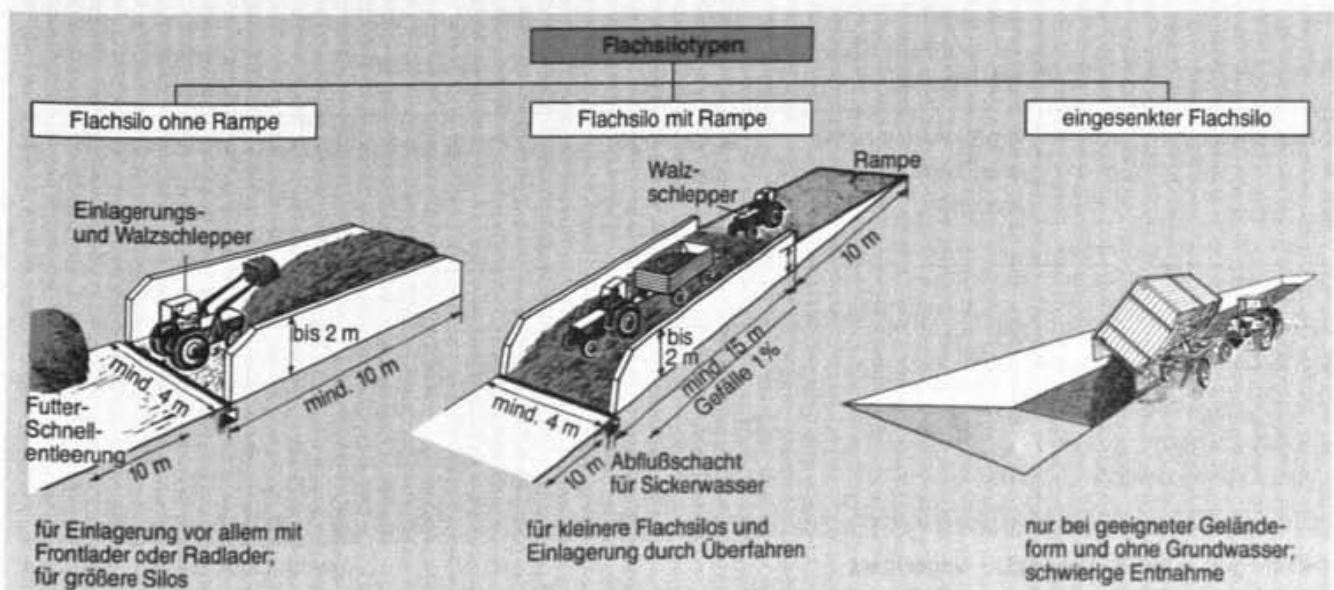 Flachsilotypen
Flachsilo ohne Rampe
Flachsilo mit Rampe
eingesenkter Flachsilo
Einlagerungs-
und Walzschlepper
bis 2 m
mind. 10 m
mind. 4 m
Futter-
Schnell-
entleerung
10 m
für Einlagerung vor allem mit
Frontlader oder Radlader;
für größere Silos
Walz-
schlepper
Rampe
10 m
bis
2 m
mind. 15 m
Gefälle 1%
mind. 4 m
10 m
Abflußschacht
für Sickerwasser
für kleinere Flachsilos und
Einlagerung durch Überfahren
nur bei geeigneter Gelände-
form und ohne Grundwasser;
schwierige Entnahme